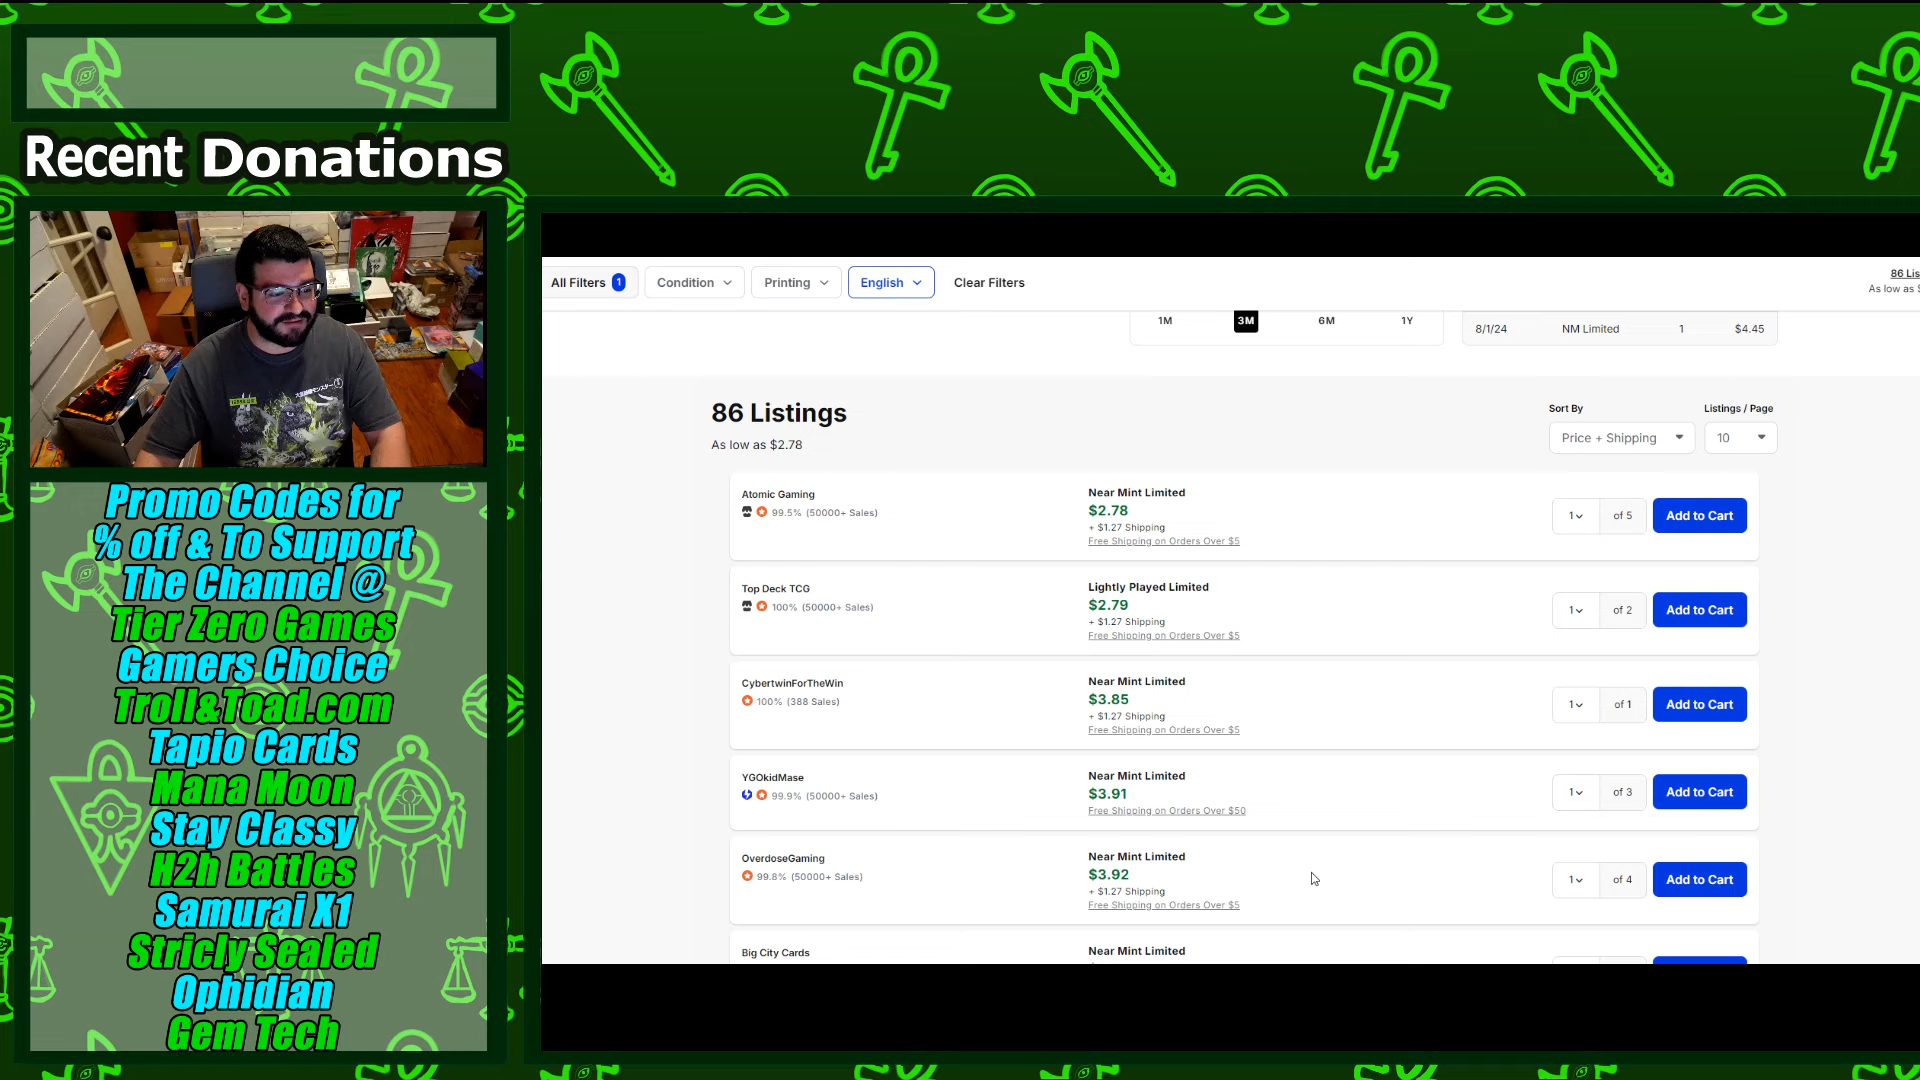 Recent Donations
Promo Codes for
% off & To Support
The Channel @
Tier Zero Games
Gamers Choice
Troll&Toad.com
Tapio Cards
Mana Moon
Stay Classy
H2h Battles
Samurai X1
Stricly Sealed
Ophidian
Gem Tech
All Filters 1
Condition
Printing
English
Clear Filters
86 Lis
As low as $
1M 3M 6M 1Y
8/1/24 NM Limited 1 $4.45
86 Listings
As low as $2.78
Sort By
Price + Shipping
Listings / Page
10
Atomic Gaming
99.5% (50000+ Sales)
Near Mint Limited
$2.78
+ $1.27 Shipping
Free Shipping on Orders Over $5
1 of 5 Add to Cart
Top Deck TCG
100% (50000+ Sales)
Lightly Played Limited
$2.79
+ $1.27 Shipping
Free Shipping on Orders Over $5
1 of 2 Add to Cart
CybertwinForTheWin
100% (388 Sales)
Near Mint Limited
$3.85
+ $1.27 Shipping
Free Shipping on Orders Over $5
1 of 1 Add to Cart
YGOkidMase
99.9% (50000+ Sales)
Near Mint Limited
$3.91
Free Shipping on Orders Over $50
1 of 3 Add to Cart
OverdoseGaming
99.8% (50000+ Sales)
Near Mint Limited
$3.92
+ $1.27 Shipping
Free Shipping on Orders Over $5
1 of 4 Add to Cart
Big City Cards
Near Mint Limited